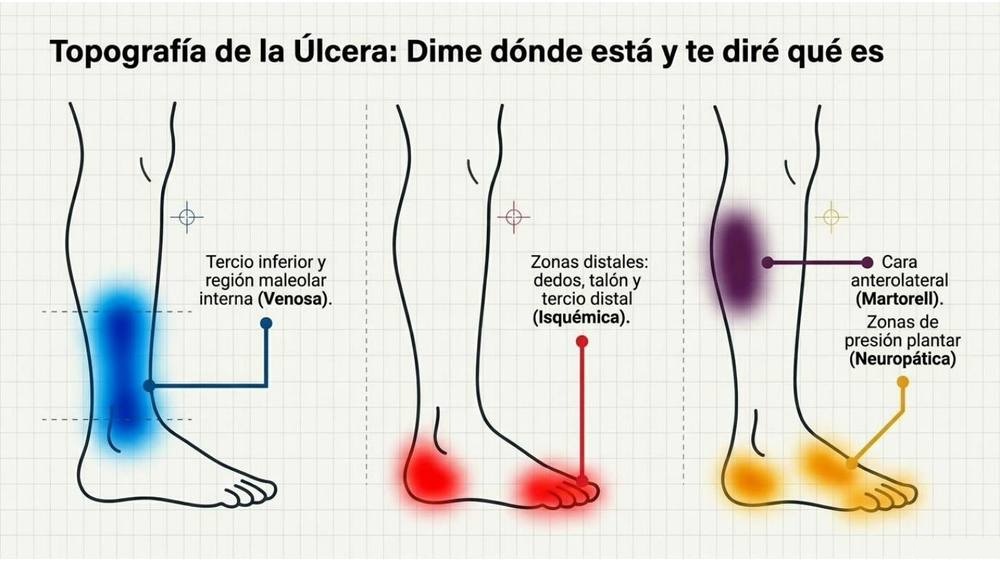 Topografía de la Úlcera: Dime dónde está y te diré qué es
Tercio inferior y
región maleolar
interna (Venosa).
Zonas distales:
dedos, talón y
tercio distal
(Isquémica).
Cara
anterolateral
(Martorell).
Zonas de
presión plantar
(Neuropática)